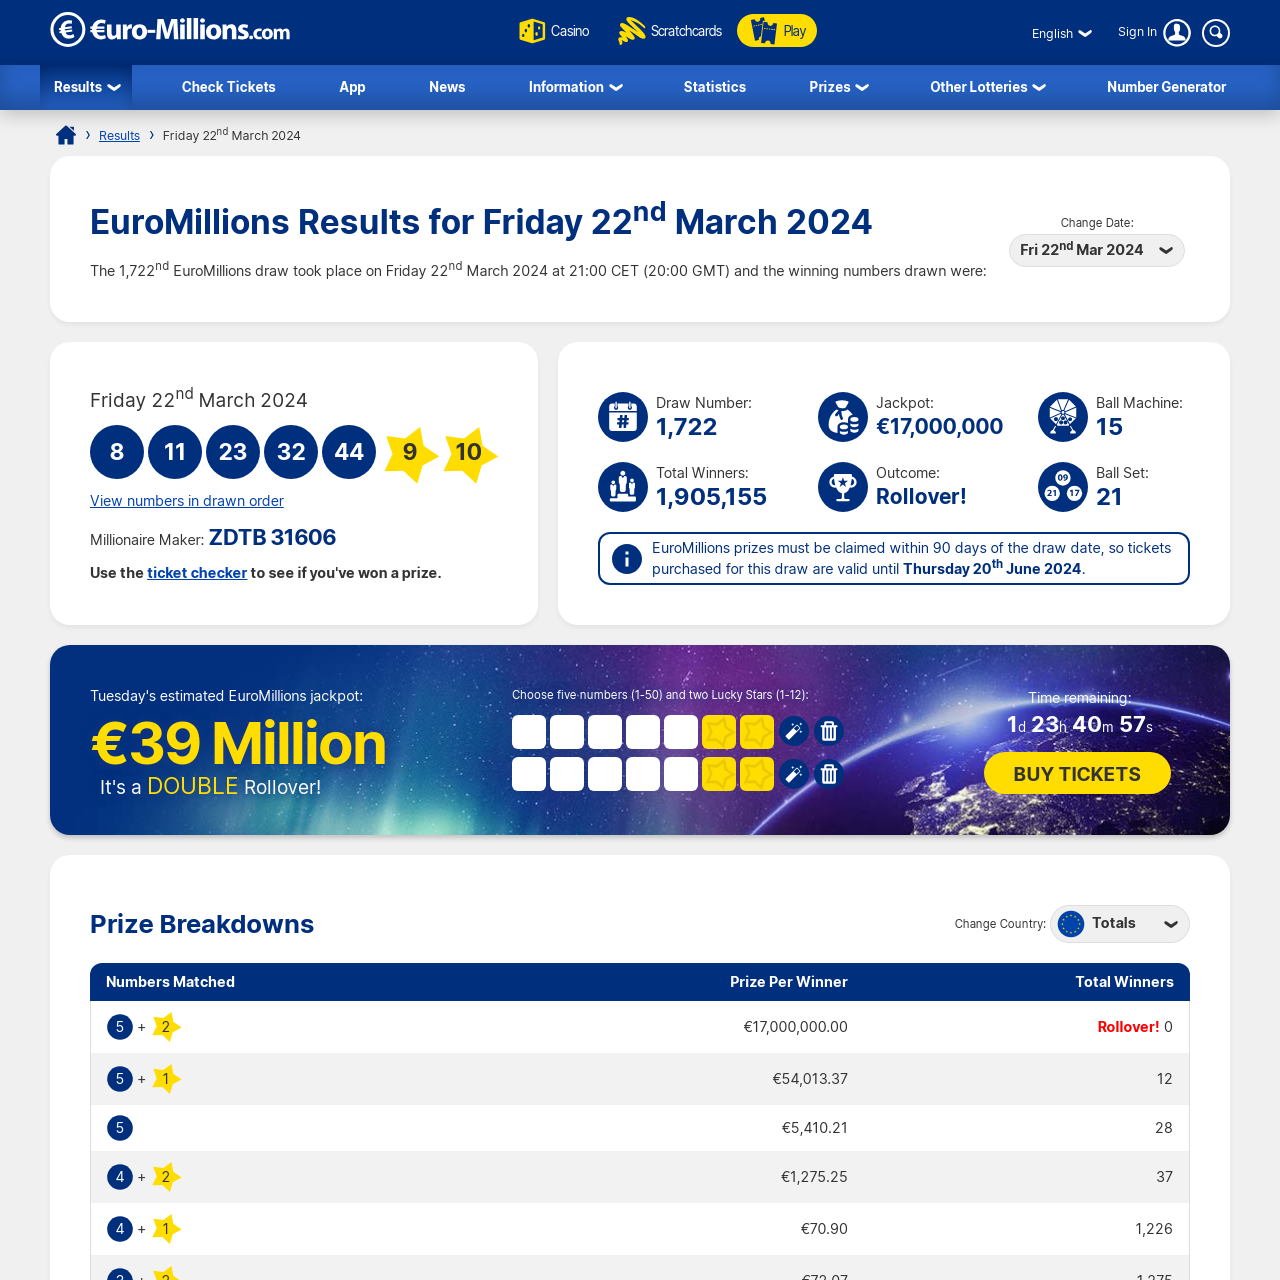 €uro-Millions.com
Casino Scratchcards Play
English Sign In
Results Check Tickets App News Information Statistics Prizes Other Lotteries Number Generator
› Results › Friday 22nd March 2024
EuroMillions Results for Friday 22nd March 2024
The 1,722nd EuroMillions draw took place on Friday 22nd March 2024 at 21:00 CET (20:00 GMT) and the winning numbers drawn were:
Change Date:
Fri 22nd Mar 2024
Friday 22nd March 2024
8 11 23 32 44 9 10
View numbers in drawn order
Millionaire Maker: ZDTB 31606
Use the ticket checker to see if you've won a prize.
Draw Number:
1,722
Jackpot:
€17,000,000
Ball Machine:
15
Total Winners:
1,905,155
Outcome:
Rollover!
09
21 17
Ball Set:
21
EuroMillions prizes must be claimed within 90 days of the draw date, so tickets
purchased for this draw are valid until Thursday 20th June 2024.
Tuesday's estimated EuroMillions jackpot:
€39 Million
It's a DOUBLE Rollover!
Choose five numbers (1-50) and two Lucky Stars (1-12):
Time remaining:
1d 23h 40m 57s
BUY TICKETS
Prize Breakdowns
Change Country: Totals
Numbers Matched Prize Per Winner Total Winners
5 + 2 €17,000,000.00 Rollover! 0
5 + 1 €54,013.37 12
5 €5,410.21 28
4 + 2 €1,275.25 37
4 + 1 €70.90 1,226
3 + 2 €72.07 1,275